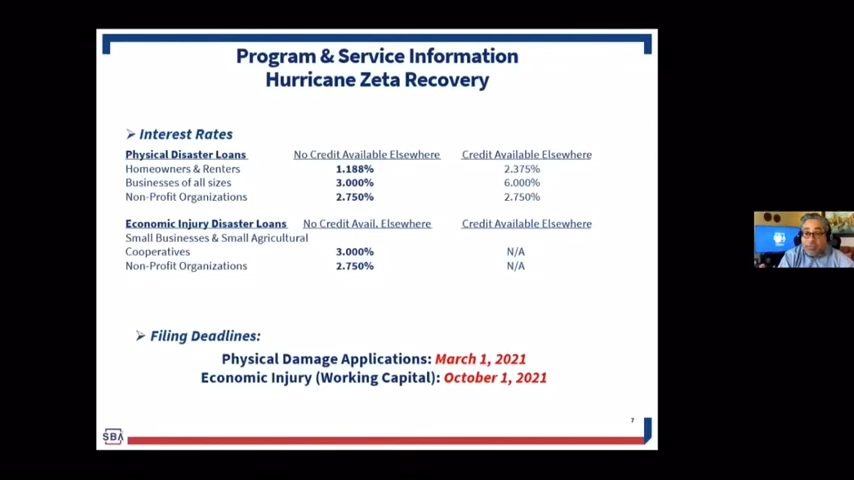 Program & Service Information
Hurricane Zeta Recovery
➢ Interest Rates
Physical Disaster Loans No Credit Available Elsewhere Credit Available Elsewhere
Homeowners & Renters 1.188% 2.375%
Businesses of all sizes 3.000% 6.000%
Non-Profit Organizations 2.750% 2.750%
Economic Injury Disaster Loans No Credit Avail. Elsewhere Credit Available Elsewhere
Small Businesses & Small Agricultural
Cooperatives 3.000% N/A
Non-Profit Organizations 2.750% N/A
➢ Filing Deadlines:
Physical Damage Applications: March 1, 2021
Economic Injury (Working Capital): October 1, 2021
7
SBA